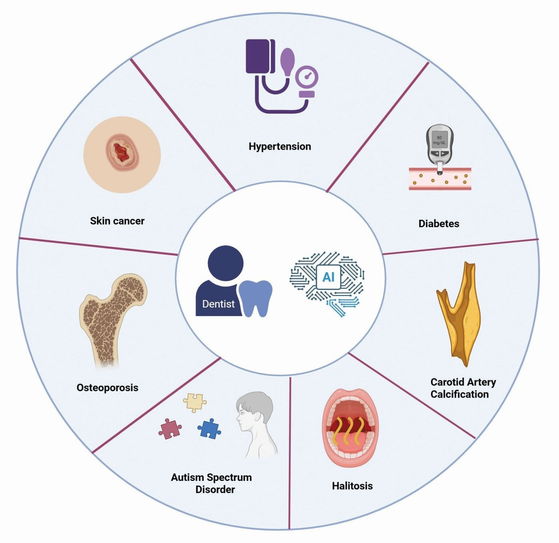 Hypertension
Diabetes
Carotid Artery
Calcification
Halitosis
Autism Spectrum
Disorder
Osteoporosis
Skin cancer
Dentist
AI